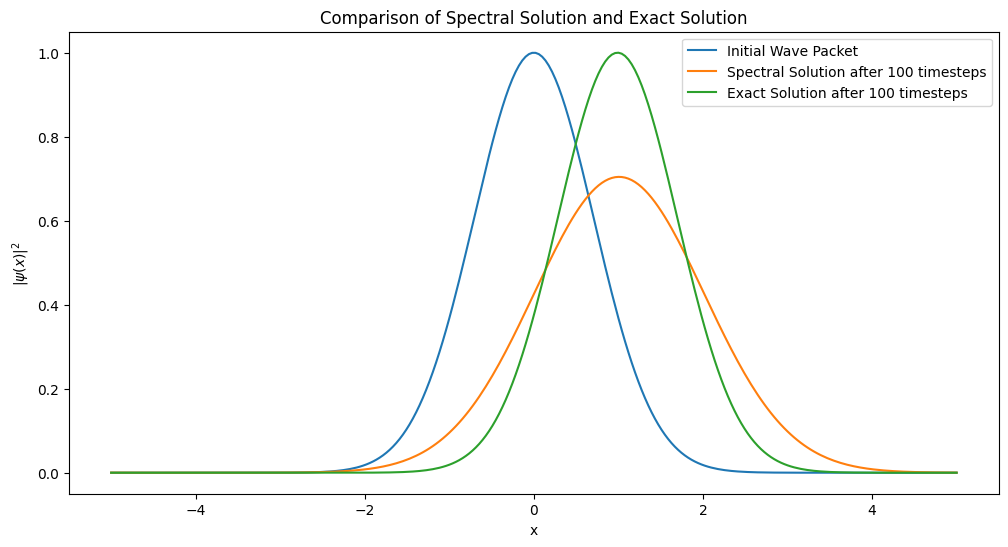 Comparison of Spectral Solution and Exact Solution
Initial Wave Packet
Spectral Solution after 100 timesteps
Exact Solution after 100 timesteps
|ψ(x)|²
1.0
0.8
0.6
0.4
0.2
0.0
−4 −2 0 2 4
x